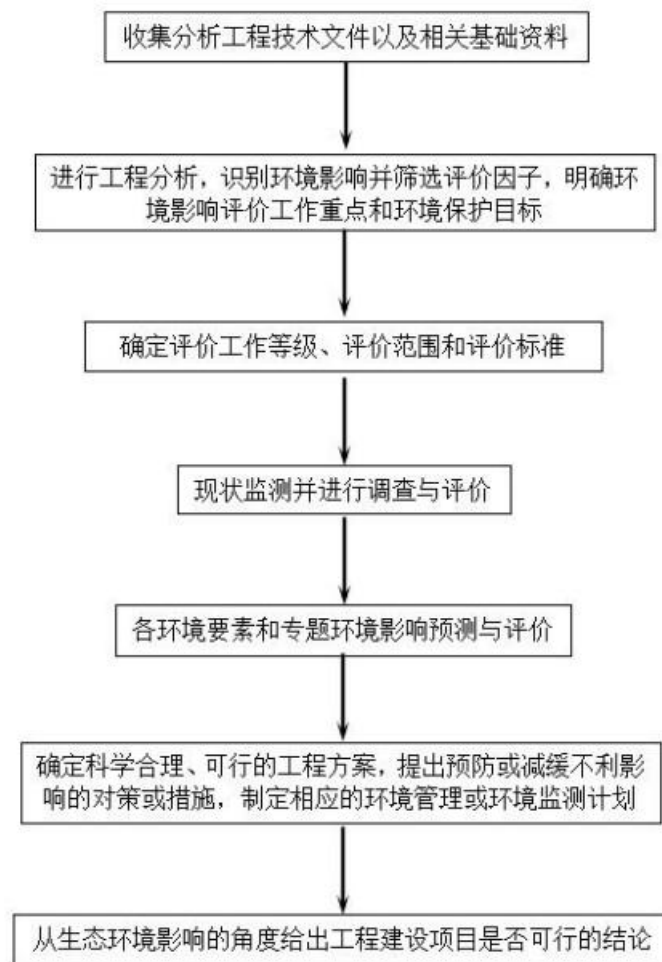 收集分析工程技术文件以及相关基础资料
进行工程分析，识别环境影响并筛选评价因子，明确环
境影响评价工作重点和环境保护目标
确定评价工作等级、评价范围和评价标准
现状监测并进行调查与评价
各环境要素和专题环境影响预测与评价
确定科学合理、可行的工程方案，提出预防或减缓不利影
响的对策或措施，制定相应的环境管理或环境监测计划
从生态环境影响的角度给出工程建设项目是否可行的结论